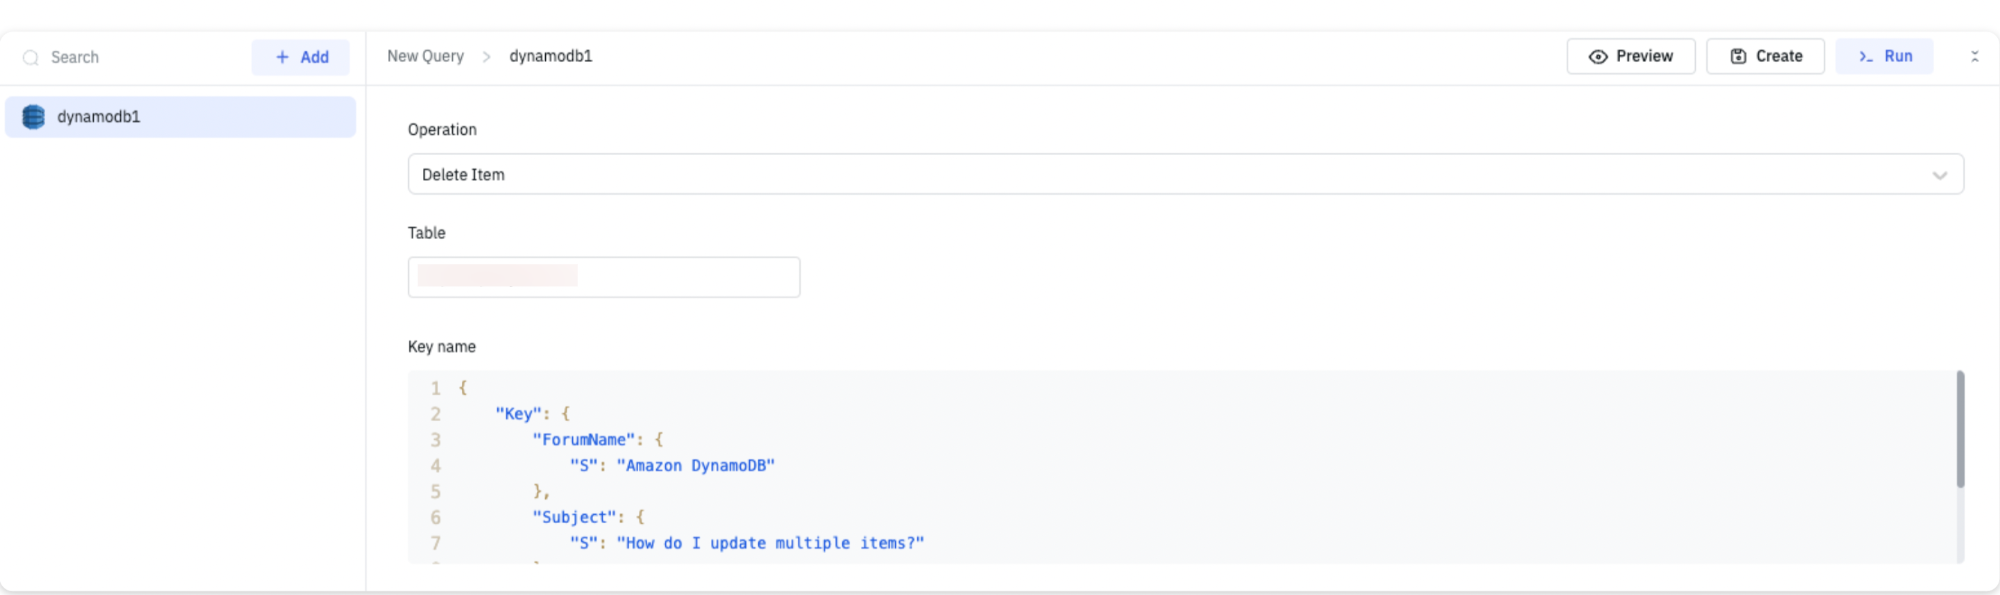 Search
+ Add
New Query > dynamodb1
Preview
Create
>_ Run
dynamodb1
Operation
Delete Item
Table
Key name
1 {
2 "Key": {
3 "ForumName": {
4 "S": "Amazon DynamoDB"
5 },
6 "Subject": {
7 "S": "How do I update multiple items?"